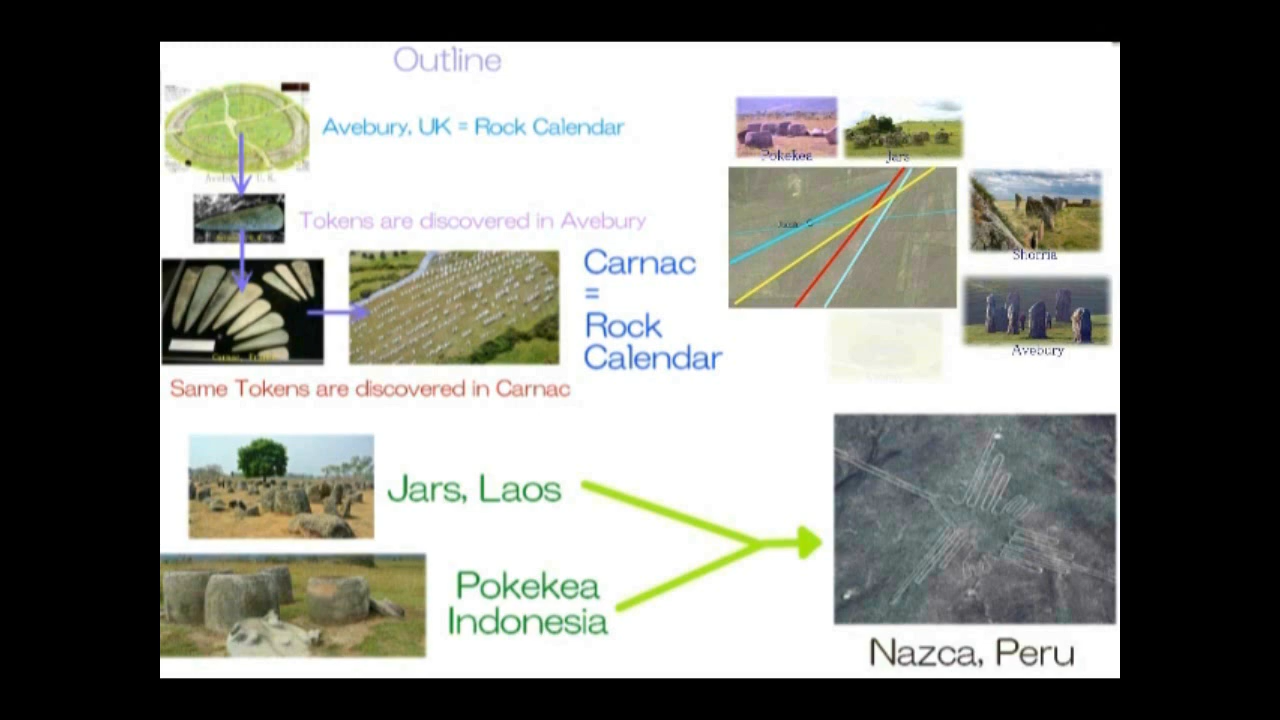 Outline
Avebury, UK = Rock Calendar
Tokens are discovered in Avebury
Carnac
=
Rock
Calendar
Same Tokens are discovered in Carnac
Jars, Laos
Pokekea
Indonesia
Pokekea
Jars
Shorria
Avebury
Nazca, Peru